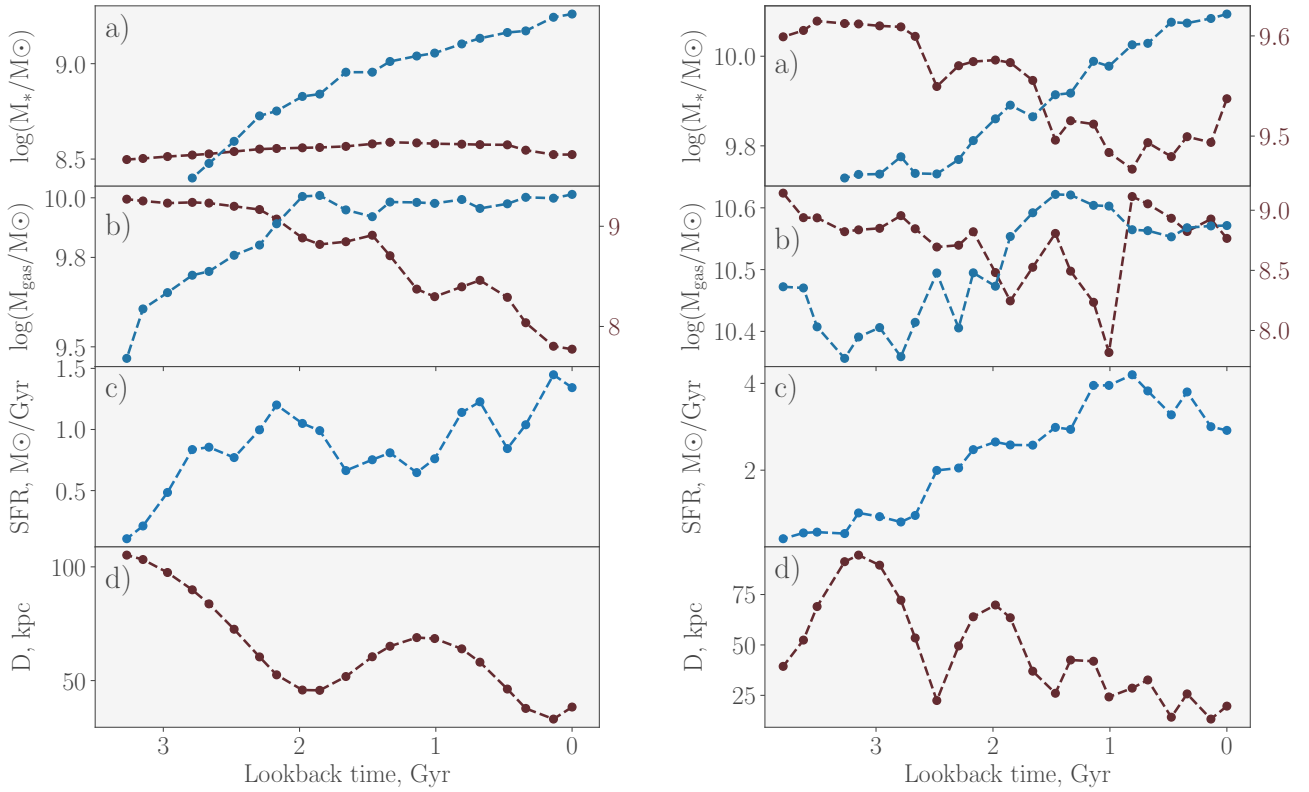 a)
log(M*/M⊙)
9.0
8.5
b)
log(Mgas/M⊙)
10.0
9.8
9.5
9
8
c)
SFR, M⊙/Gyr
1.5
1.0
0.5
d)
D, kpc
100
50
3 2 1 0
Lookback time, Gyr
a)
log(M*/M⊙)
10.0
9.8
9.6
9.5
b)
log(Mgas/M⊙)
10.6
10.5
10.4
9.0
8.5
8.0
c)
SFR, M⊙/Gyr
4
2
d)
D, kpc
75
50
25
3 2 1 0
Lookback time, Gyr